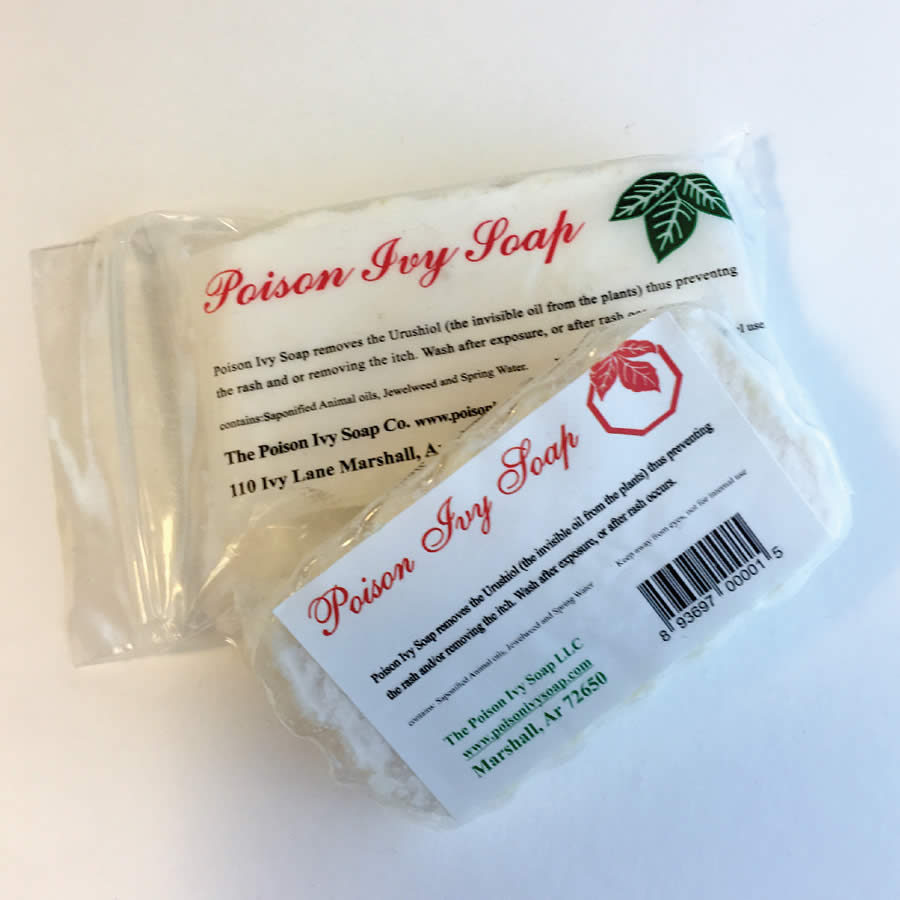 Poison Ivy Soap
Poison Ivy Soap removes the Urushiol (the invisible oil from the plants) thus preventng
the rash and or removing the itch. Wash after exposure, or after rash
use
contains:Saponified Animal oils, Jewelweed and Spring Water.
The Poison Ivy Soap Co.
110 Ivy Lane Marshall,
Poison Ivy Soap
Poison Ivy Soap removes the Urushiol (the invisible oil from the plants) thus preventing
the rash and/or removing the itch. Wash after exposure, or after rash occurs.
contains: Saponified Animal oils, Jewelweed and Spring Water
Keep away from eyes, not for internal use
The Poison Ivy Soap LLC
www.poisonivysoap.com
Marshall, Ar 72650
8 93697 00001 5